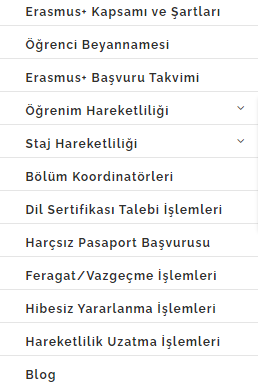 Erasmus+ Kapsamı ve Şartları
Öğrenci Beyannamesi
Erasmus+ Başvuru Takvimi
Öğrenim Hareketliliği
Staj Hareketliliği
Bölüm Koordinatörleri
Dil Sertifikası Talebi İşlemleri
Harçsız Pasaport Başvurusu
Feragat/Vazgeçme İşlemleri
Hibesiz Yararlanma İşlemleri
Hareketlilik Uzatma İşlemleri
Blog